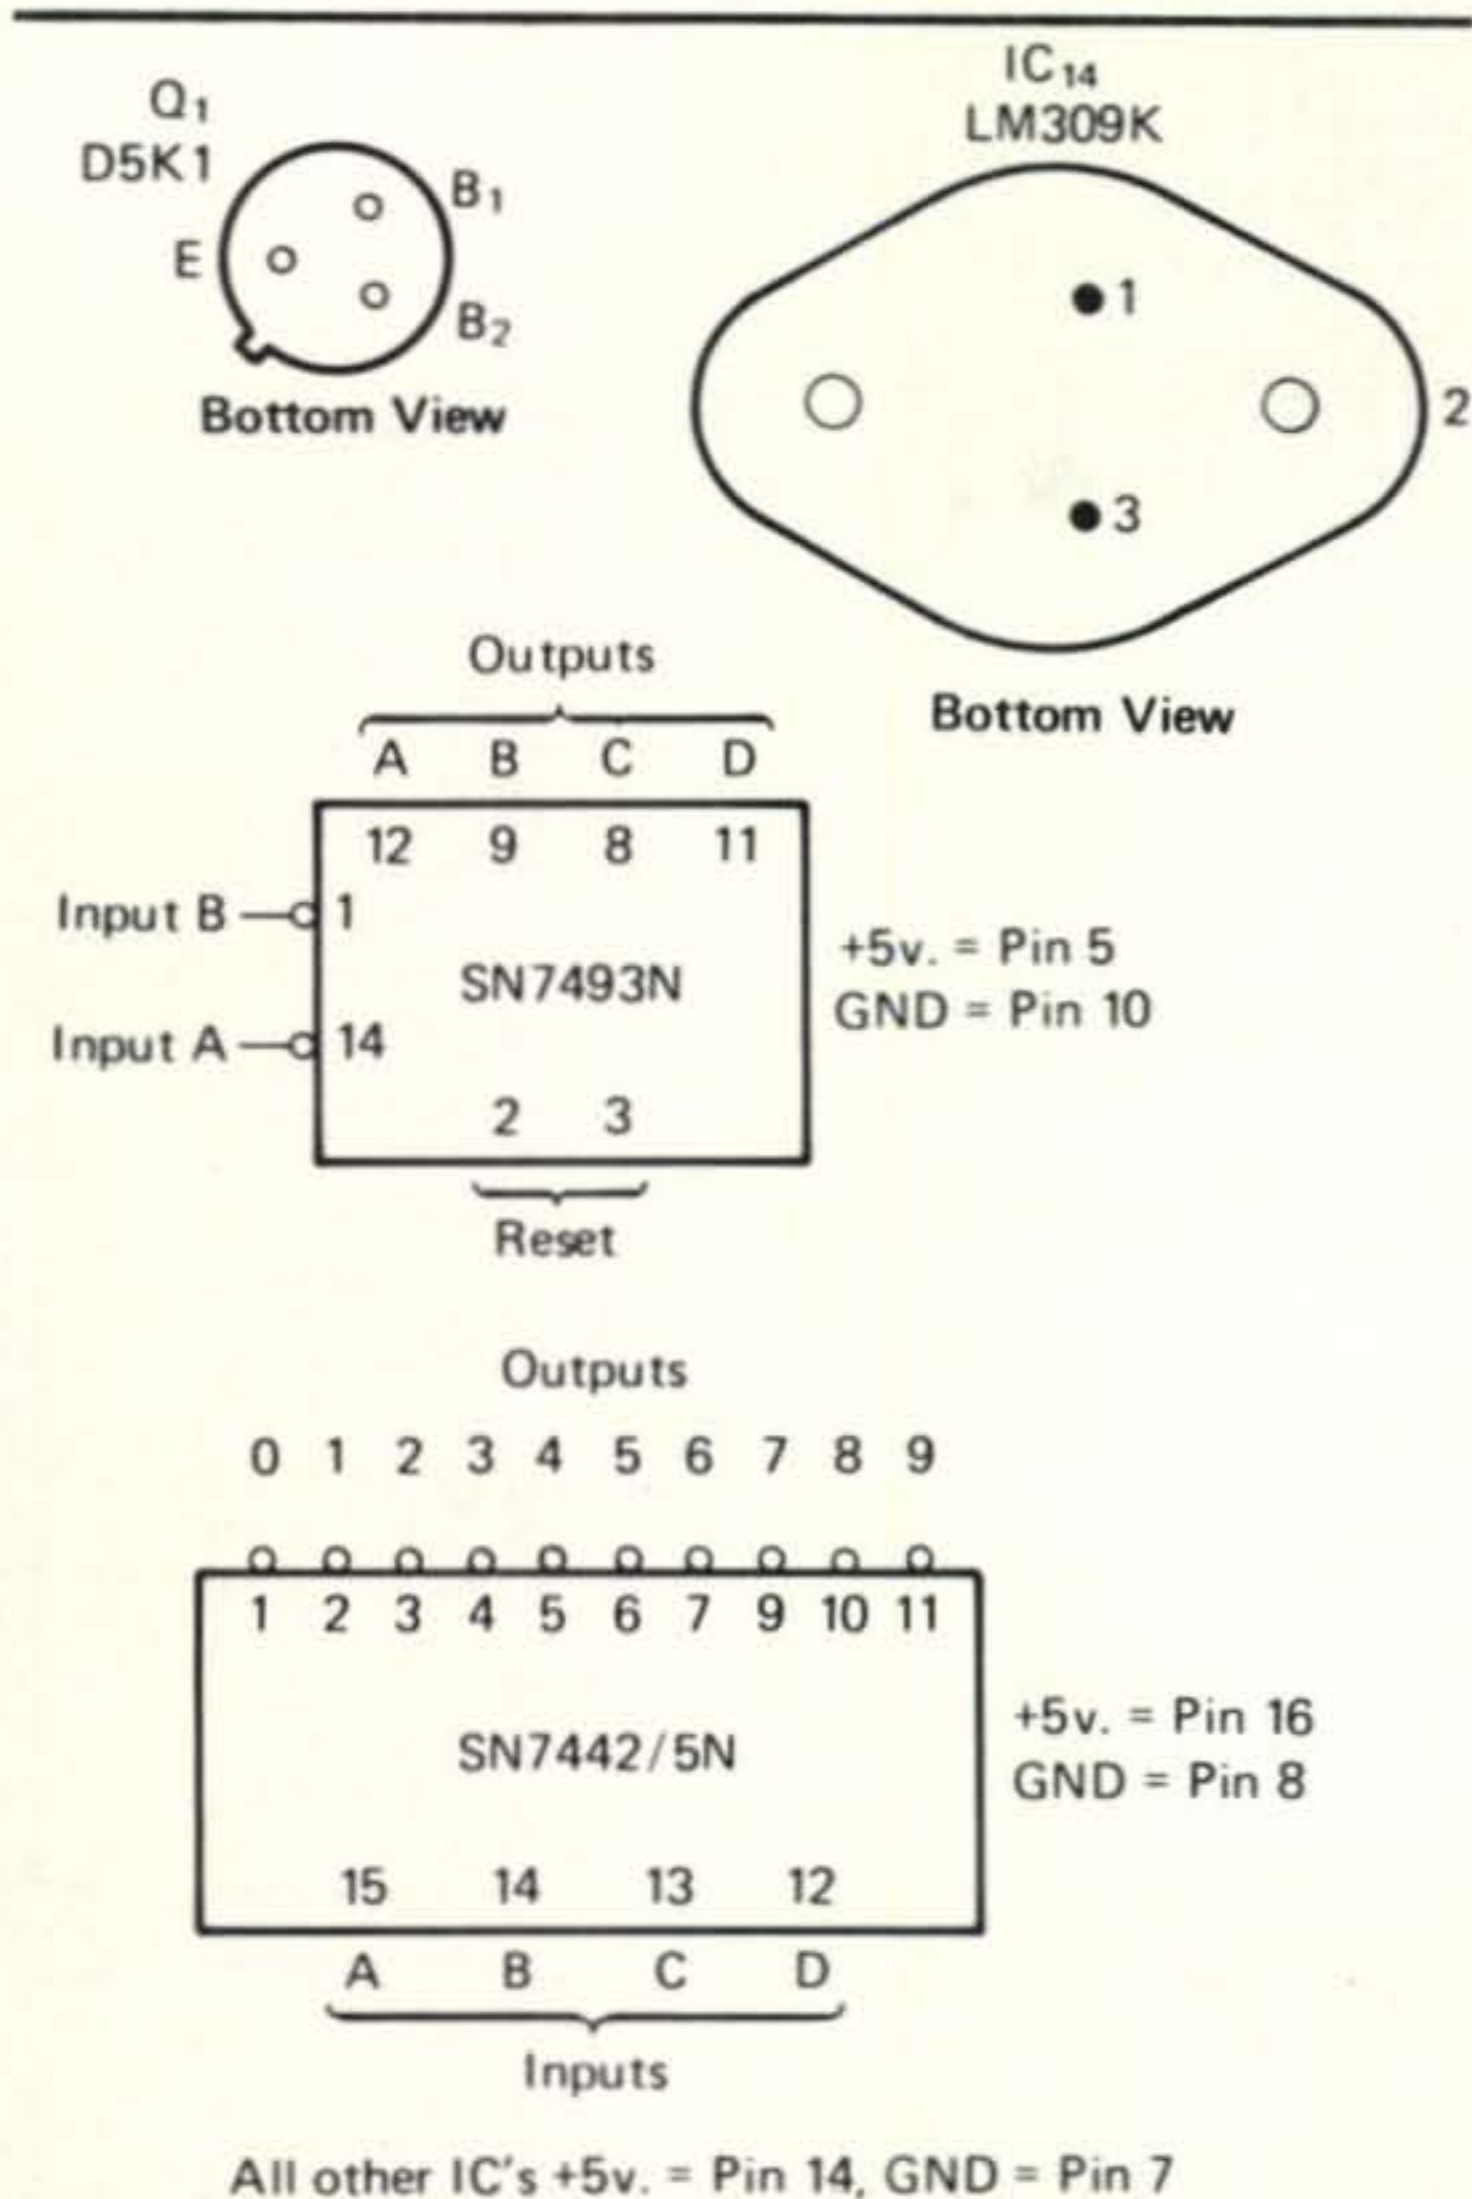 Q1
D5K1
B1
E
B2
Bottom View
IC14
LM309K
1
2
3
Bottom View
Outputs
A B C D
12 9 8 11
Input B 1
SN7493N
Input A 14
2 3
Reset
+5v. = Pin 5
GND = Pin 10
Outputs
0 1 2 3 4 5 6 7 8 9
1 2 3 4 5 6 7 9 10 11
SN7442/5N
+5v. = Pin 16
GND = Pin 8
15 14 13 12
A B C D
Inputs
All other IC's +5v. = Pin 14, GND = Pin 7